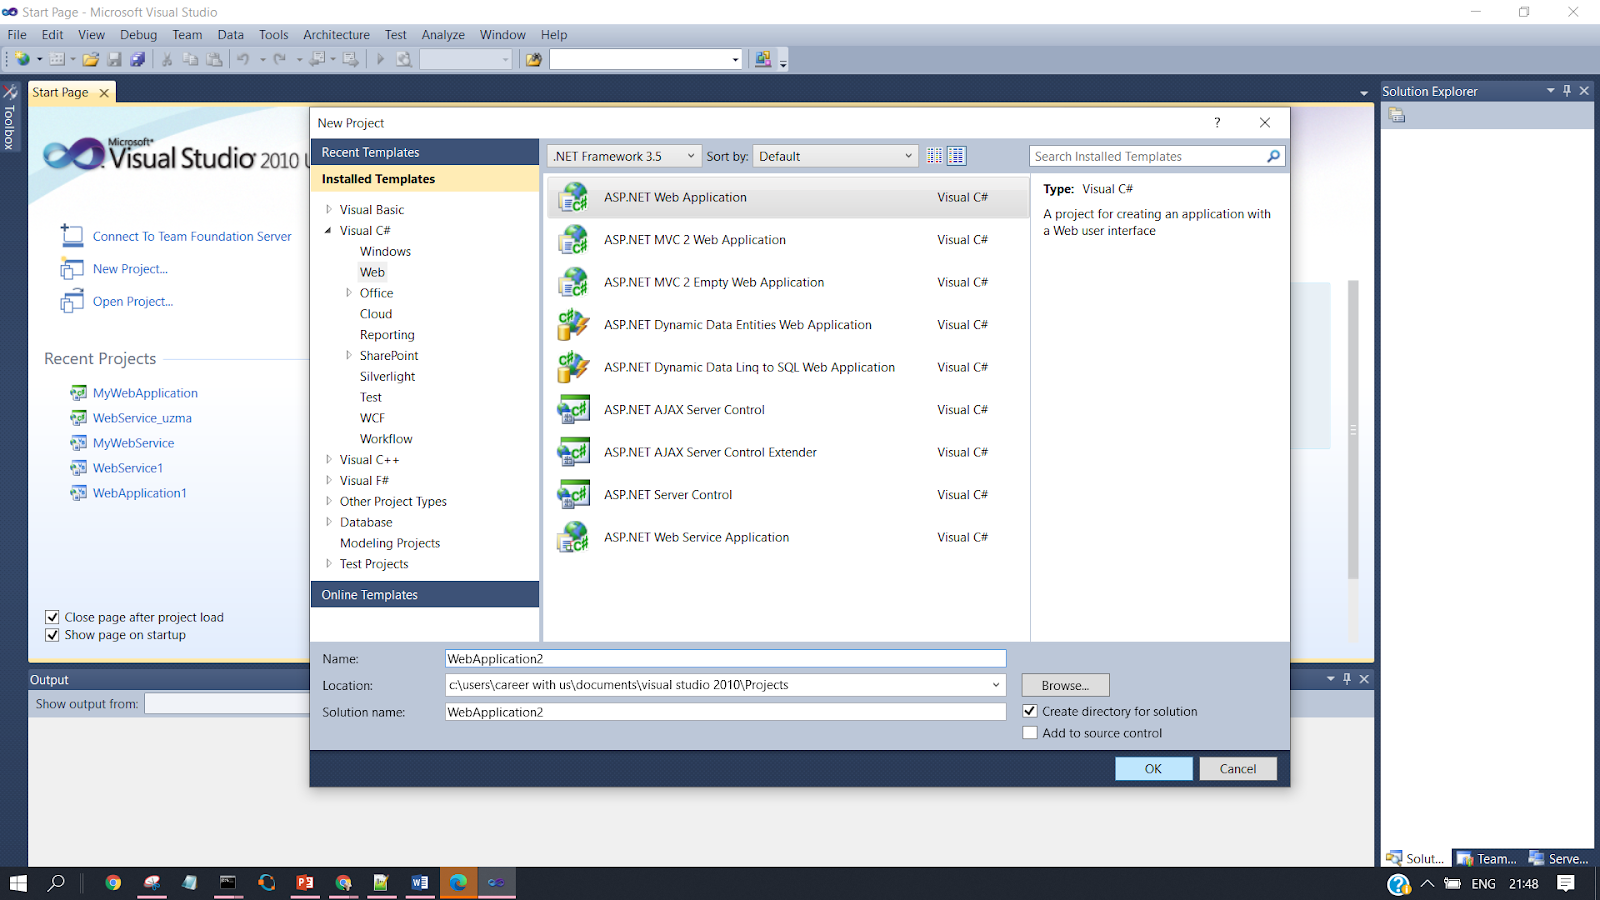 Start Page - Microsoft Visual Studio
File Edit View Debug Team Data Tools Architecture Test Analyze Window Help
Toolbox
Start Page
Microsoft®
Visual Studio® 2010
Connect To Team Foundation Server
New Project...
Open Project...
Recent Projects
MyWebApplication
WebService_uzma
MyWebService
WebService1
WebApplication1
Close page after project load
Show page on startup
Output
Show output from:
New Project
?
Recent Templates
Installed Templates
Visual Basic
Visual C#
Windows
Web
Office
Cloud
Reporting
SharePoint
Silverlight
Test
WCF
Workflow
Visual C++
Visual F#
Other Project Types
Database
Modeling Projects
Test Projects
Online Templates
.NET Framework 3.5 Sort by: Default
Search Installed Templates
ASP.NET Web Application Visual C#
ASP.NET MVC 2 Web Application Visual C#
ASP.NET MVC 2 Empty Web Application Visual C#
ASP.NET Dynamic Data Entities Web Application Visual C#
ASP.NET Dynamic Data Linq to SQL Web Application Visual C#
ASP.NET AJAX Server Control Visual C#
ASP.NET AJAX Server Control Extender Visual C#
ASP.NET Server Control Visual C#
ASP.NET Web Service Application Visual C#
Type: Visual C#
A project for creating an application with
a Web user interface
Name: WebApplication2
Location: c:\users\career with us\documents\visual studio 2010\Projects Browse...
Solution name: WebApplication2
Create directory for solution
Add to source control
OK Cancel
Solution Explorer
Solut... Team... Serve...
ENG 21:48